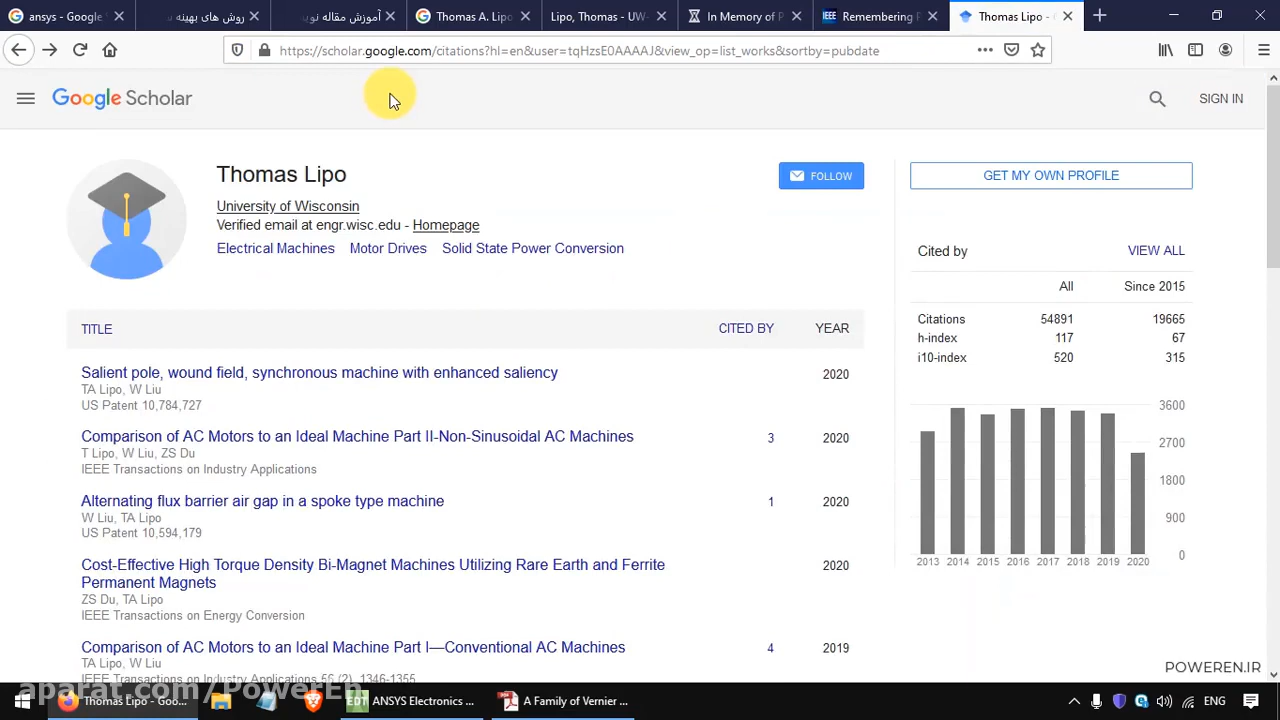 ansys - Google
روش های بهینه س
آموزش مقاله نوی
Thomas A. Lipo
Lipo, Thomas - UW-
In Memory of P
Remembering P
Thomas Lipo - G
https://scholar.google.com/citations?hl=en&user=tqHzsE0AAAAJ&view_op=list_works&sortby=pubdate
Google Scholar
SIGN IN
Thomas Lipo
FOLLOW
University of Wisconsin
Verified email at engr.wisc.edu - Homepage
Electrical Machines Motor Drives Solid State Power Conversion
GET MY OWN PROFILE
Cited by VIEW ALL
All Since 2015
Citations 54891 19665
h-index 117 67
i10-index 520 315
3600
2700
1800
900
0
2013 2014 2015 2016 2017 2018 2019 2020
TITLE CITED BY YEAR
Salient pole, wound field, synchronous machine with enhanced saliency 2020
TA Lipo, W Liu
US Patent 10,784,727
Comparison of AC Motors to an Ideal Machine Part II-Non-Sinusoidal AC Machines 3 2020
T Lipo, W Liu, ZS Du
IEEE Transactions on Industry Applications
Alternating flux barrier air gap in a spoke type machine 1 2020
W Liu, TA Lipo
US Patent 10,594,179
Cost-Effective High Torque Density Bi-Magnet Machines Utilizing Rare Earth and Ferrite 2020
Permanent Magnets
ZS Du, TA Lipo
IEEE Transactions on Energy Conversion
Comparison of AC Motors to an Ideal Machine Part I—Conventional AC Machines 4 2019
TA Lipo, W Liu
IEEE Transactions on Industry Applications 56 (2), 1346-1355
POWEREN.IR
aparat.com/PowerEn
Thomas Lipo - Goo...
EDT ANSYS Electronics ...
A Family of Vernier ...
ENG